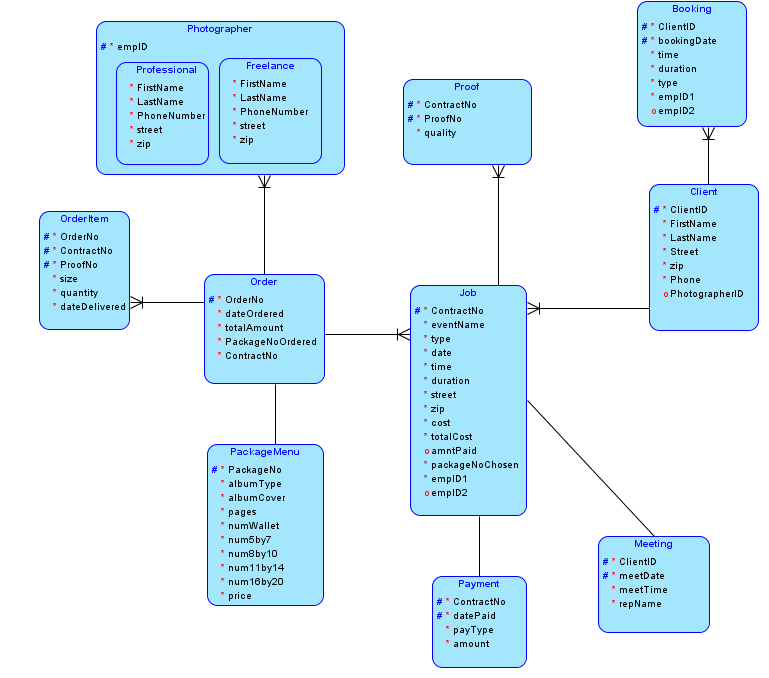 Photographer
# * empID
Professional
* FirstName
* LastName
* PhoneNumber
* street
* zip
Freelance
* FirstName
* LastName
* PhoneNumber
* street
* zip
Proof
# * ContractNo
# * ProofNo
* quality
Booking
# * ClientID
# * bookingDate
* time
* duration
* type
* empID1
o empID2
OrderItem
# * OrderNo
# * ContractNo
# * ProofNo
* size
* quantity
* dateDelivered
Order
# * OrderNo
* dateOrdered
* totalAmount
* PackageNoOrdered
* ContractNo
Job
# * ContractNo
* eventName
* type
* date
* time
* duration
* street
* zip
* cost
* totalCost
o amntPaid
* packageNoChosen
* empID1
o empID2
Client
# * ClientID
* FirstName
* LastName
* Street
* zip
* Phone
o PhotographerID
PackageMenu
# * PackageNo
* albumType
* albumCover
* pages
* numWallet
* num5by7
* num8by10
* num11by14
* num16by20
* price
Payment
# * ContractNo
# * datePaid
* payType
* amount
Meeting
# * ClientID
# * meetDate
* meetTime
* repName